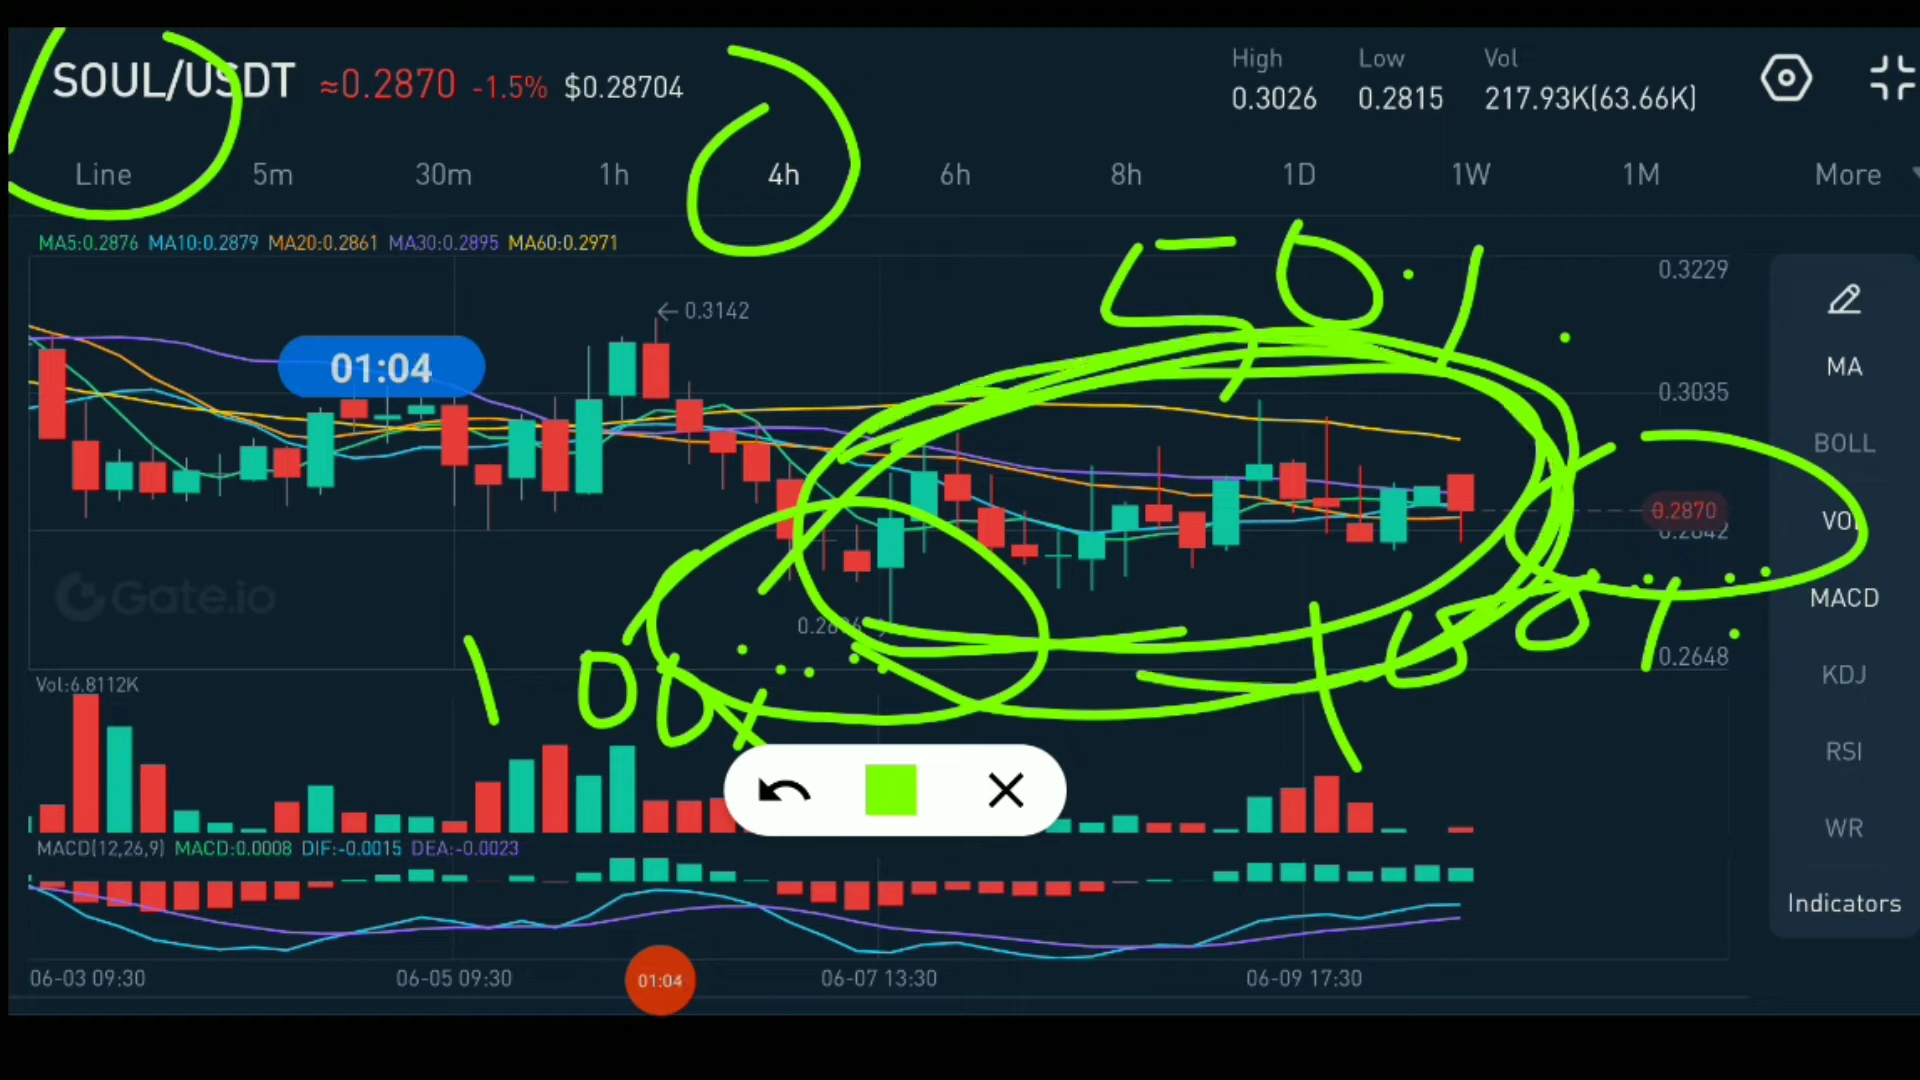 High Low Vol
SOUL/USDT ≈0.2870 -1.5% $0.28704 0.3026 0.2815 217.93K(63.66K)
Line 5m 30m 1h 4h 6h 8h 1D 1W 1M More
MA5:0.2876 MA10:0.2879 MA20:0.2861 MA30:0.2895 MA60:0.2971
0.3229
50%
0.3142
01:04
MA
0.3035
BOLL
0.2870
VOL
0.2842
Gate.io
MACD
0.2648
KDJ
Vol:6.8112K
100%
RSI
WR
MACD(12,26,9) MACD:0.0008 DIF:-0.0015 DEA:-0.0023
Indicators
06-03 09:30 06-05 09:30 01:04 06-07 13:30 06-09 17:30